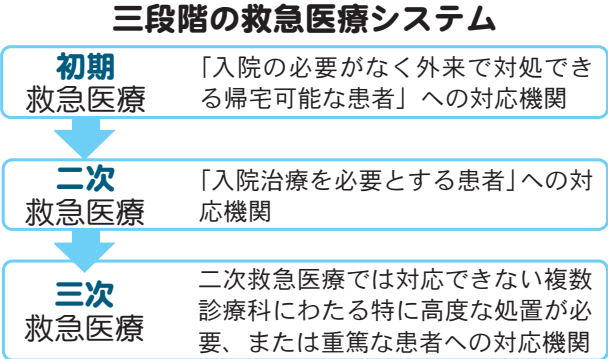 三段階の救急医療システム
初期
救急医療
「入院の必要がなく外来で対処でき
る帰宅可能な患者」への対応機関
二次
救急医療
「入院治療を必要とする患者」への対
応機関
三次
救急医療
二次救急医療では対応できない複数
診療科にわたる特に高度な処置が必
要、または重篤な患者への対応機関